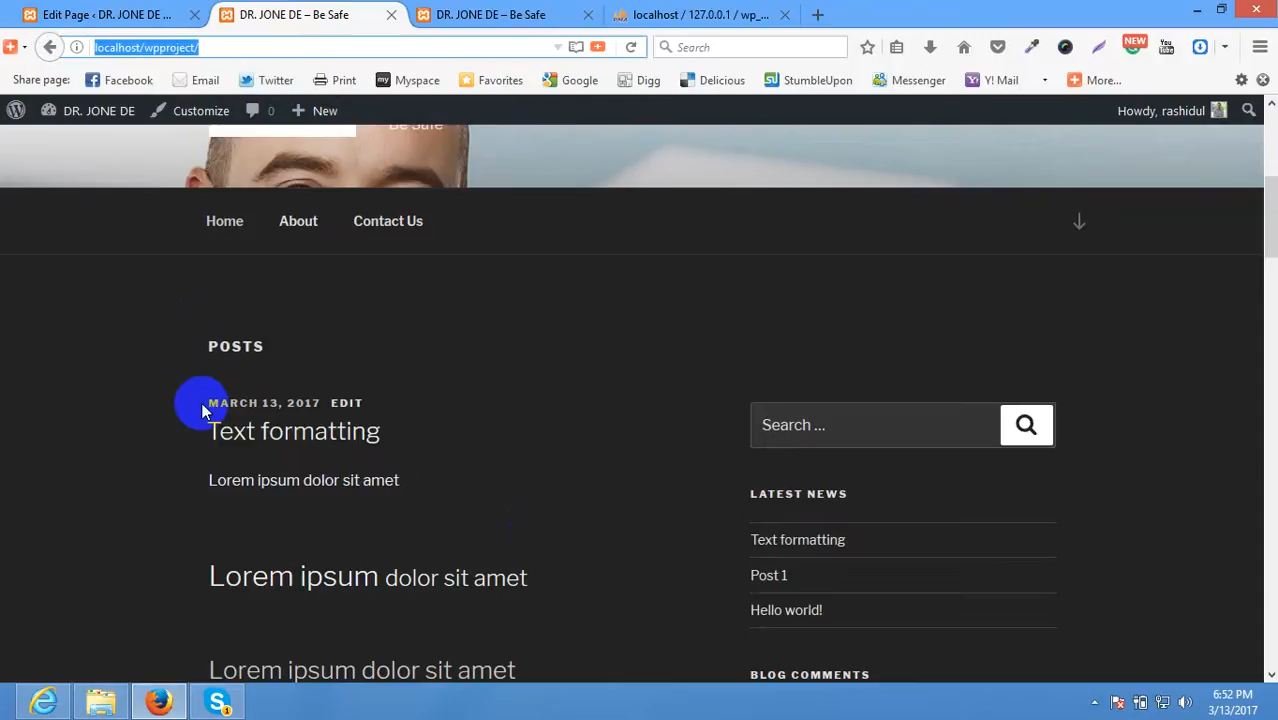 Edit Page ‹ DR. JONE DE ... DR. JONE DE – Be Safe DR. JONE DE – Be Safe localhost / 127.0.0.1 / wp_...
localhost/wpproject/ Search NEW You Tube
Share page: Facebook Email Twitter Print my Myspace Favorites Google Digg Delicious StumbleUpon Messenger Y! Mail More...
DR. JONE DE Customize 0 New Howdy, rashidul
Be Safe
Home About Contact Us
POSTS
MARCH 13, 2017 EDIT
Text formatting
Search ...
Lorem ipsum dolor sit amet
LATEST NEWS
Text formatting
Post 1
Lorem ipsum dolor sit amet
Hello world!
Lorem ipsum dolor sit amet
BLOG COMMENTS
6:52 PM
3/13/2017